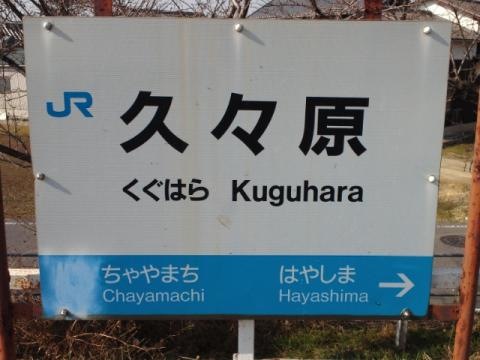 JR 久々原
くぐはら Kuguhara
ちゃやまち はやしま →
Chayamachi Hayashima